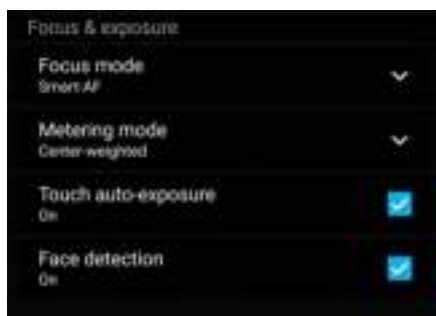 Focus & exposure
Focus mode
Smart AF
Metering mode
Center-weighted
Touch auto-exposure
On
Face detection
On